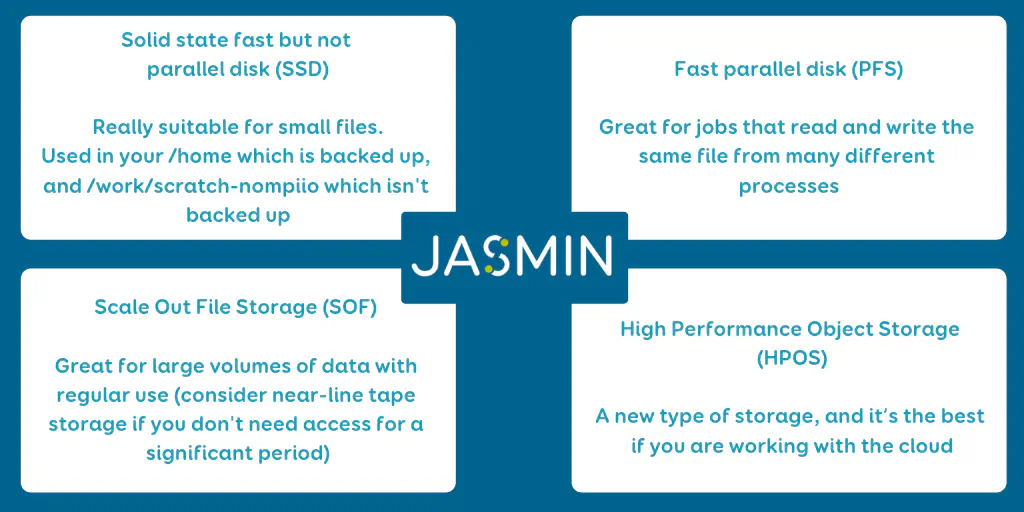 Solid state fast but not
parallel disk (SSD)
Really suitable for small files.
Used in your /home which is backed up,
and /work/scratch-nompiio which isn't
backed up
Fast parallel disk (PFS)
Great for jobs that read and write the
same file from many different
processes
JASMIN
Scale Out File Storage (SOF)
Great for large volumes of data with
regular use (consider near-line tape
storage if you don't need access for a
significant period)
High Performance Object Storage
(HPOS)
A new type of storage, and it’s the best
if you are working with the cloud